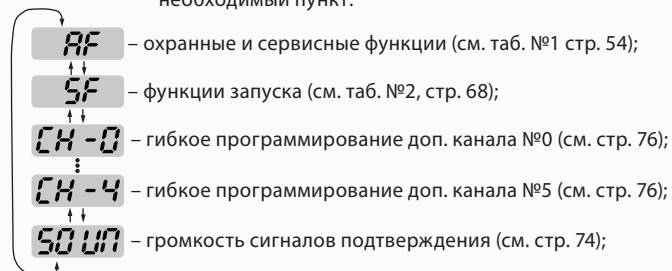 необходимый пункт.
AF – охранные и сервисные функции (см. таб. №1 стр. 54);
SF – функции запуска (см. таб. №2, стр. 68);
CH-0 – гибкое программирование доп. канала №0 (см. стр. 76);
CH-4 – гибкое программирование доп. канала №5 (см. стр. 76);
SOUN – громкость сигналов подтверждения (см. стр. 74);